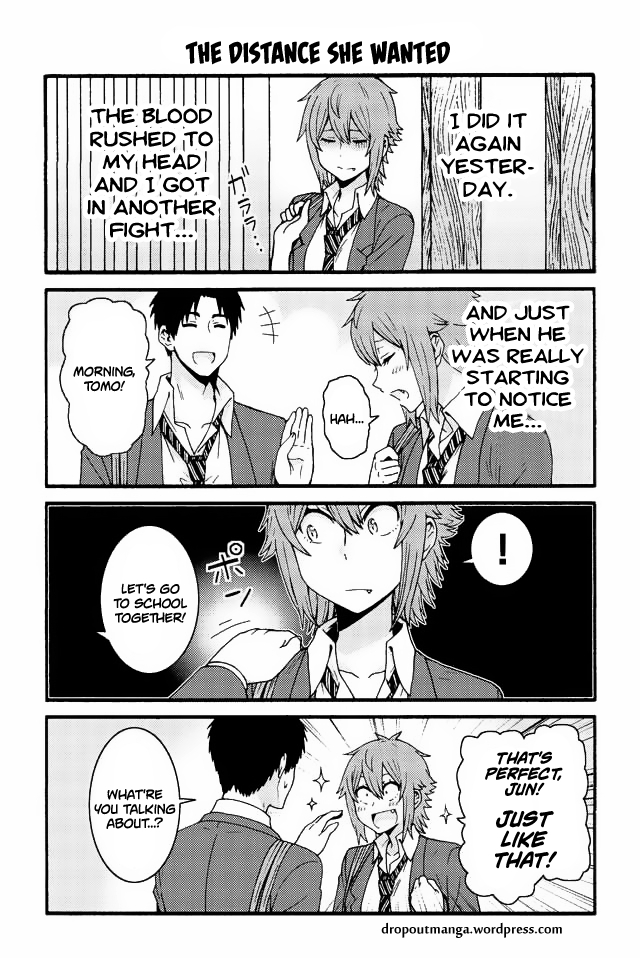 THE DISTANCE SHE WANTED
I DID IT
AGAIN
YESTER-
DAY.
THE BLOOD
RUSHED TO
MY HEAD
AND I GOT
IN ANOTHER
FIGHT...
ガララ...
AND JUST
WHEN HE
WAS REALLY
STARTING
TO NOTICE
ME...
HAH...
MORNING,
TOMO!
!
ポン
LET'S GO
TO SCHOOL
TOGETHER!
THAT'S
PERFECT,
JUN!
JUST
LIKE
THAT!
WHAT'RE
YOU TALKING
ABOUT...?
dropoutmanga.wordpress.com